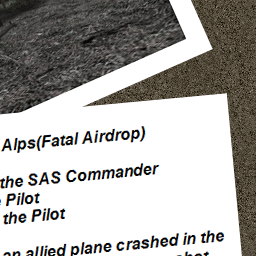 Alps(Fatal Airdrop)
the SAS Commander
Pilot
the Pilot
an allied plane crashed in the